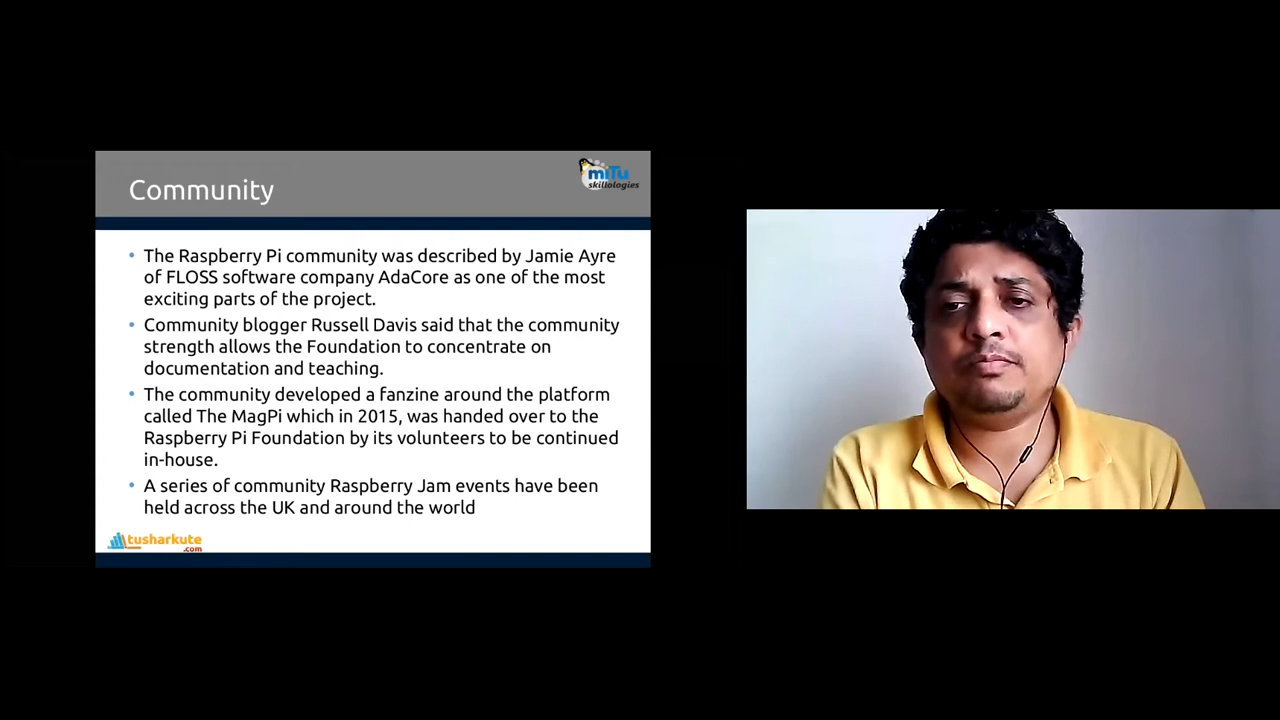 Community
miTu
skillologies
The Raspberry Pi community was described by Jamie Ayre
of FLOSS software company AdaCore as one of the most
exciting parts of the project.
Community blogger Russell Davis said that the community
strength allows the Foundation to concentrate on
documentation and teaching.
The community developed a fanzine around the platform
called The MagPi which in 2015, was handed over to the
Raspberry Pi Foundation by its volunteers to be continued
in-house.
A series of community Raspberry Jam events have been
held across the UK and around the world
tusharkute
.com